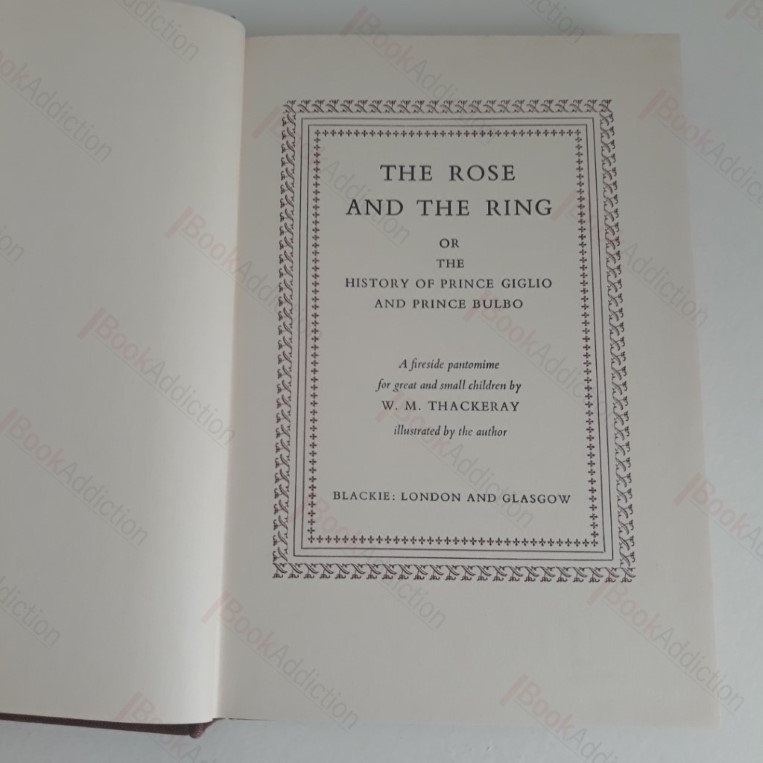 THE ROSE
AND THE RING
OR
THE
HISTORY OF PRINCE GIGLIO
AND PRINCE BULBO
A fireside pantomime
for great and small children by
W. M. THACKERAY
illustrated by the author
BLACKIE: LONDON AND GLASGOW
BookAddiction